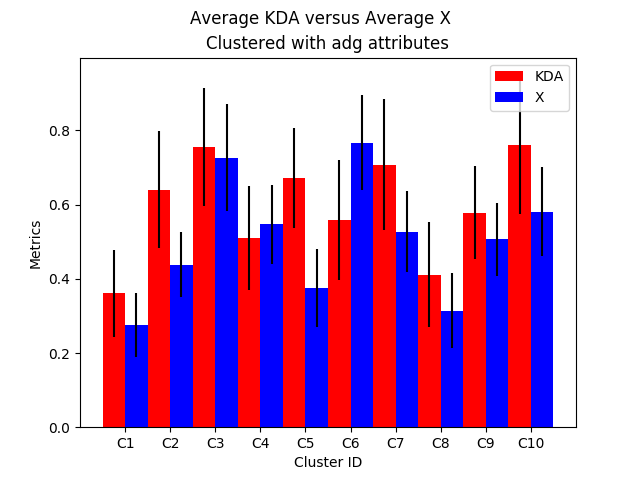 Average KDA versus Average X
Clustered with adg attributes
KDA
X
0.8
0.6
0.4
0.2
0.0
Metrics
C1 C2 C3 C4 C5 C6 C7 C8 C9 C10
Cluster ID